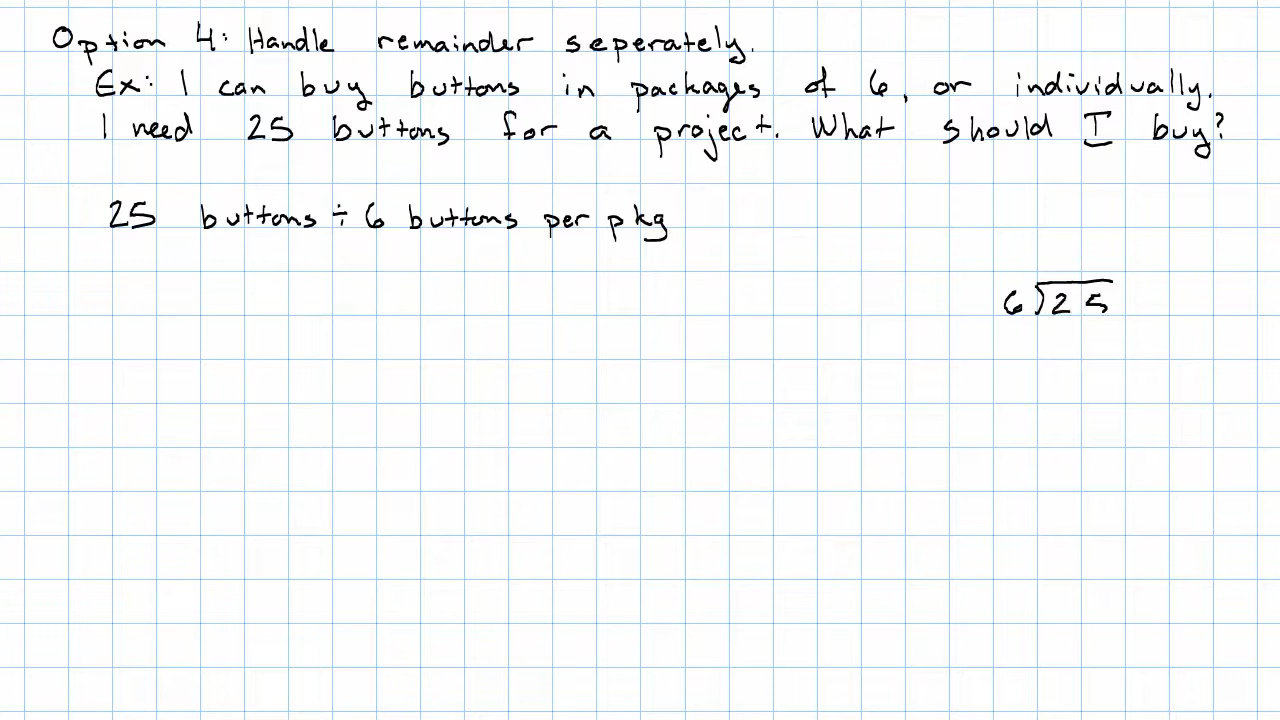 Option 4: Handle remainder seperately.
Ex: I can buy buttons in packages of 6, or individually.
I need 25 buttons for a project. What should I buy?
25 buttons ÷ 6 buttons per pkg
6)25